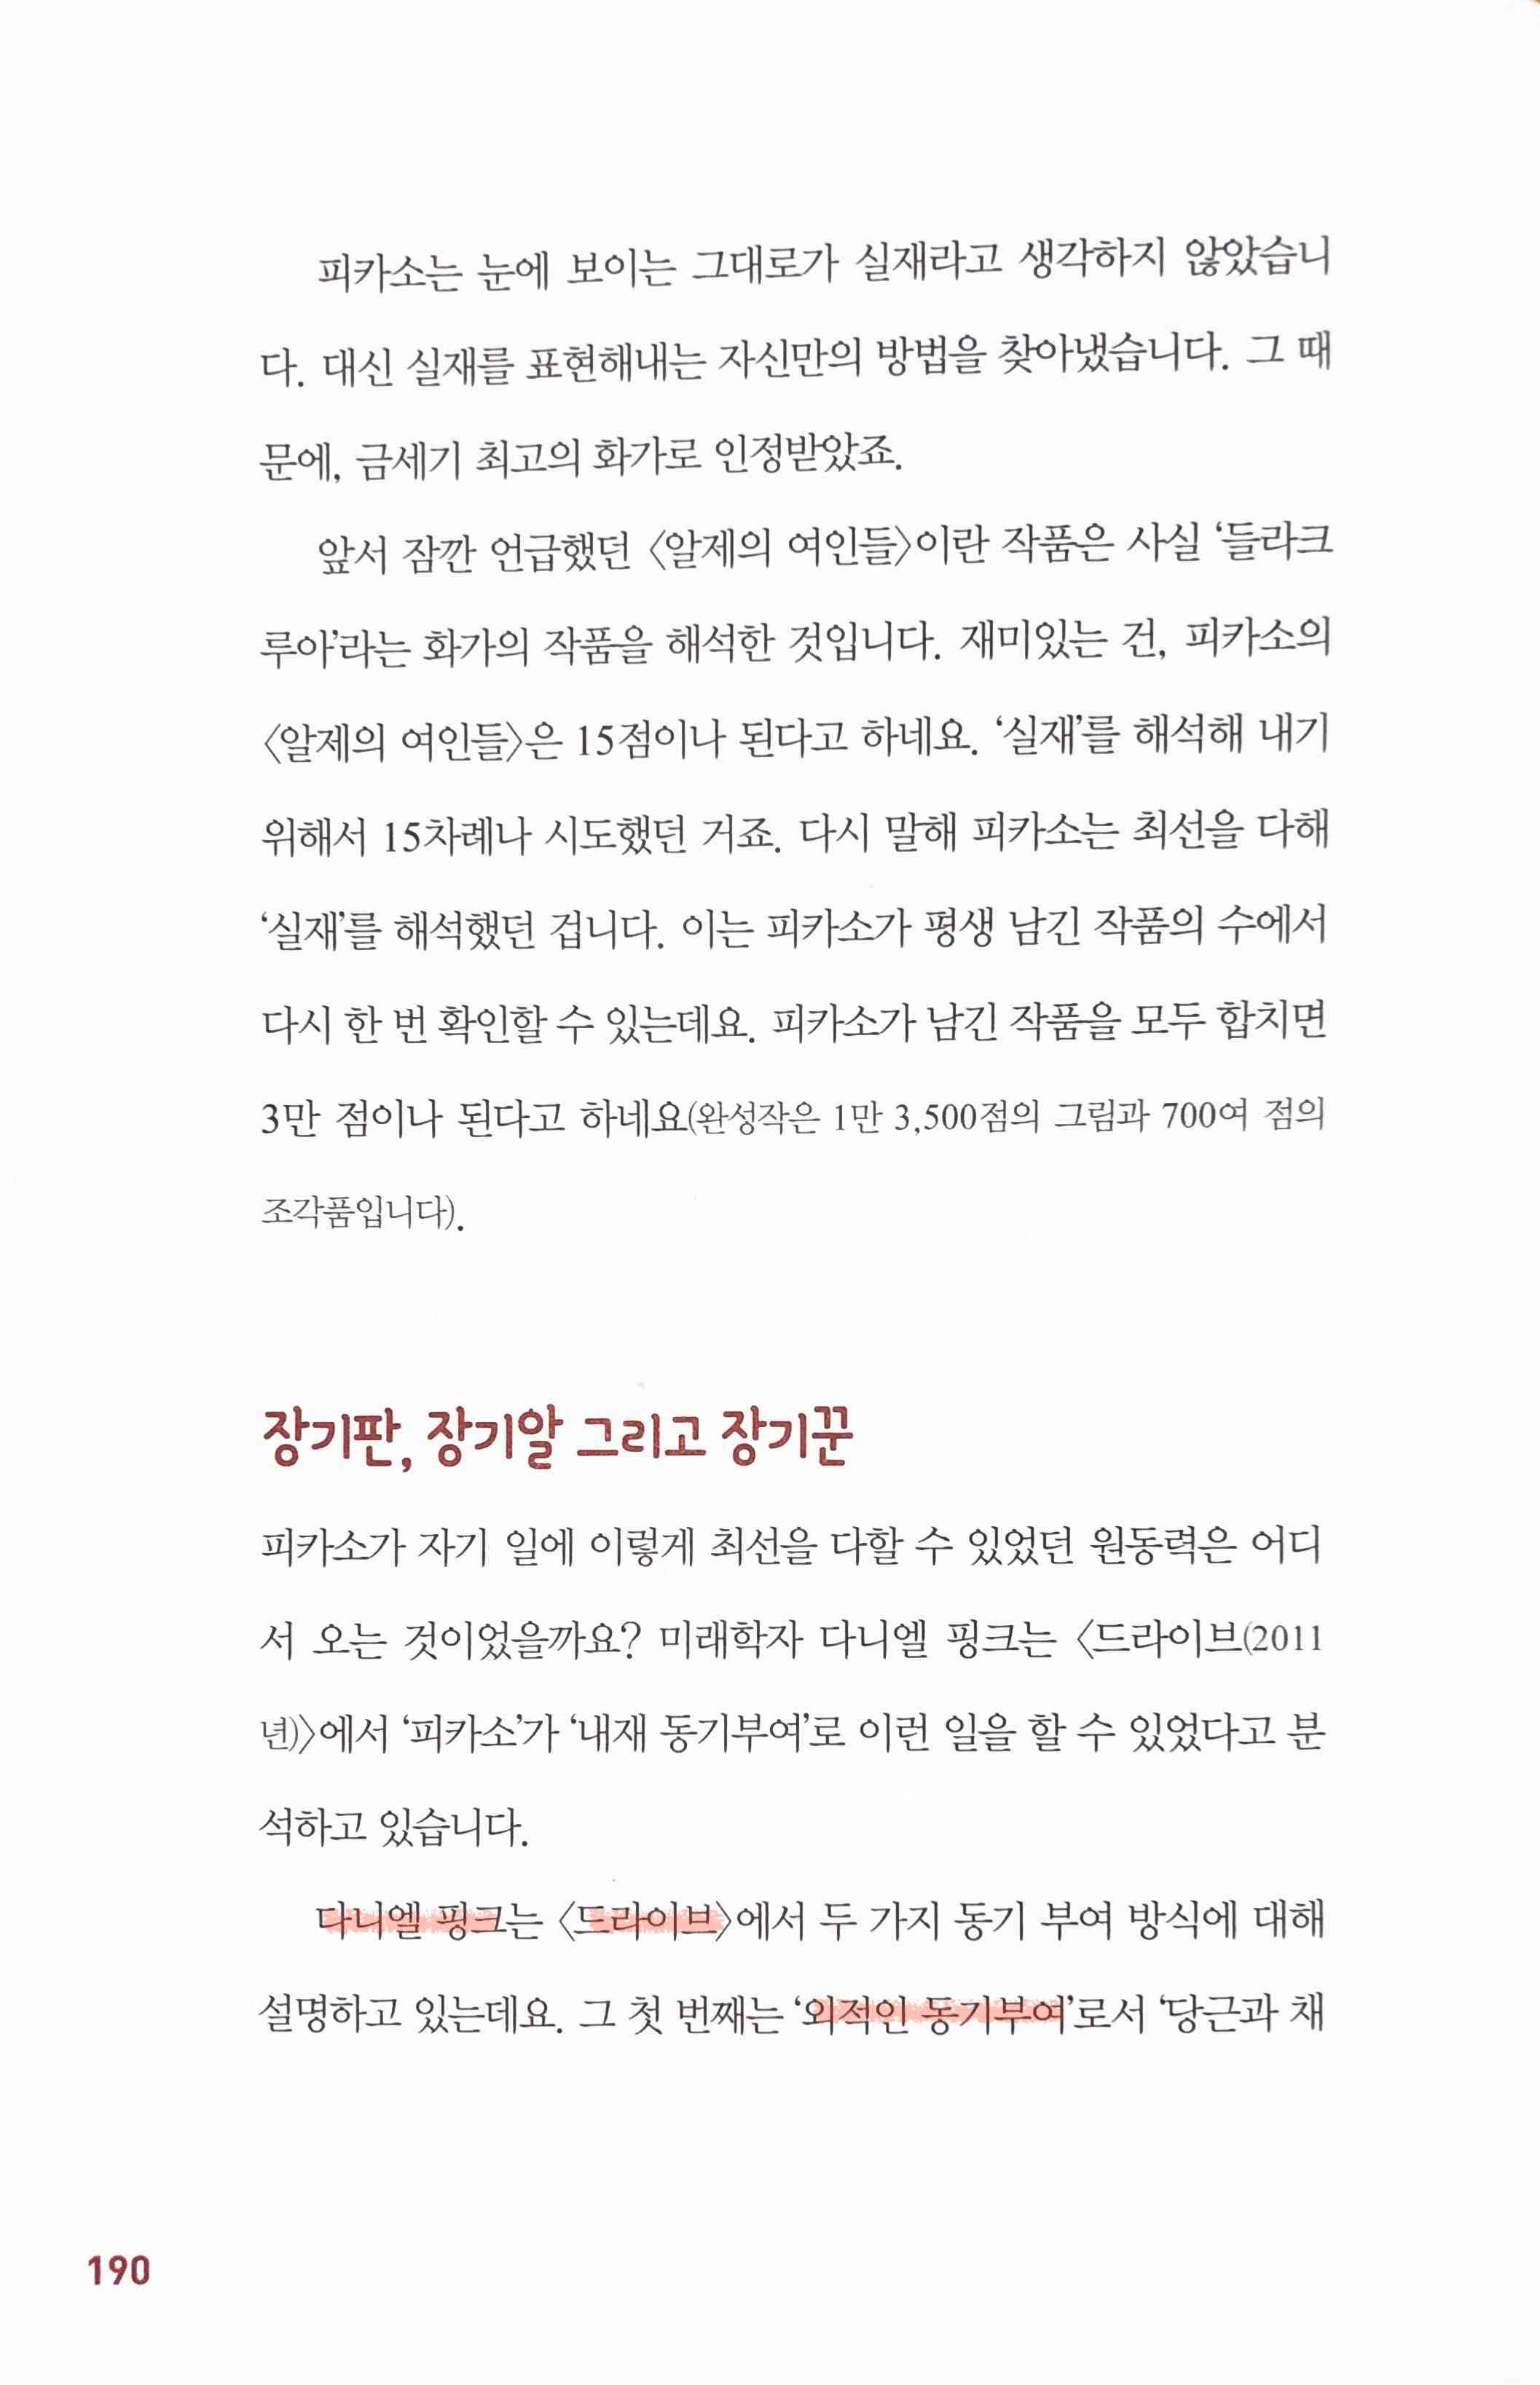 피카소는 눈에 보이는 그대로가 실재라고 생각하지 않았습니
다. 대신 실재를 표현해내는 자신만의 방법을 찾아냈습니다. 그 때
문에, 금세기 최고의 화가로 인정받았죠.
앞서 잠깐 언급했던 〈알제의 여인들〉이란 작품은 사실 ‘들라크
루아’라는 화가의 작품을 해석한 것입니다. 재미있는 건, 피카소의
〈알제의 여인들〉은 15점이나 된다고 하네요. ‘실재’를 해석해 내기
위해서 15차례나 시도했던 거죠. 다시 말해 피카소는 최선을 다해
‘실재’를 해석했던 겁니다. 이는 피카소가 평생 남긴 작품의 수에서
다시 한 번 확인할 수 있는데요. 피카소가 남긴 작품을 모두 합치면
3만 점이나 된다고 하네요(완성작은 1만 3,500점의 그림과 700여 점의
조각품입니다).
장기판, 장기알 그리고 장기꾼
피카소가 자기 일에 이렇게 최선을 다할 수 있었던 원동력은 어디
서 오는 것이었을까요? 미래학자 다니엘 핑크는 〈드라이브(2011
년)〉에서 ‘피카소’가 ‘내재 동기부여’로 이런 일을 할 수 있었다고 분
석하고 있습니다.
다니엘 핑크는 〈드라이브〉에서 두 가지 동기 부여 방식에 대해
설명하고 있는데요. 그 첫 번째는 ‘외적인 동기부여’로서 ‘당근과 채
190